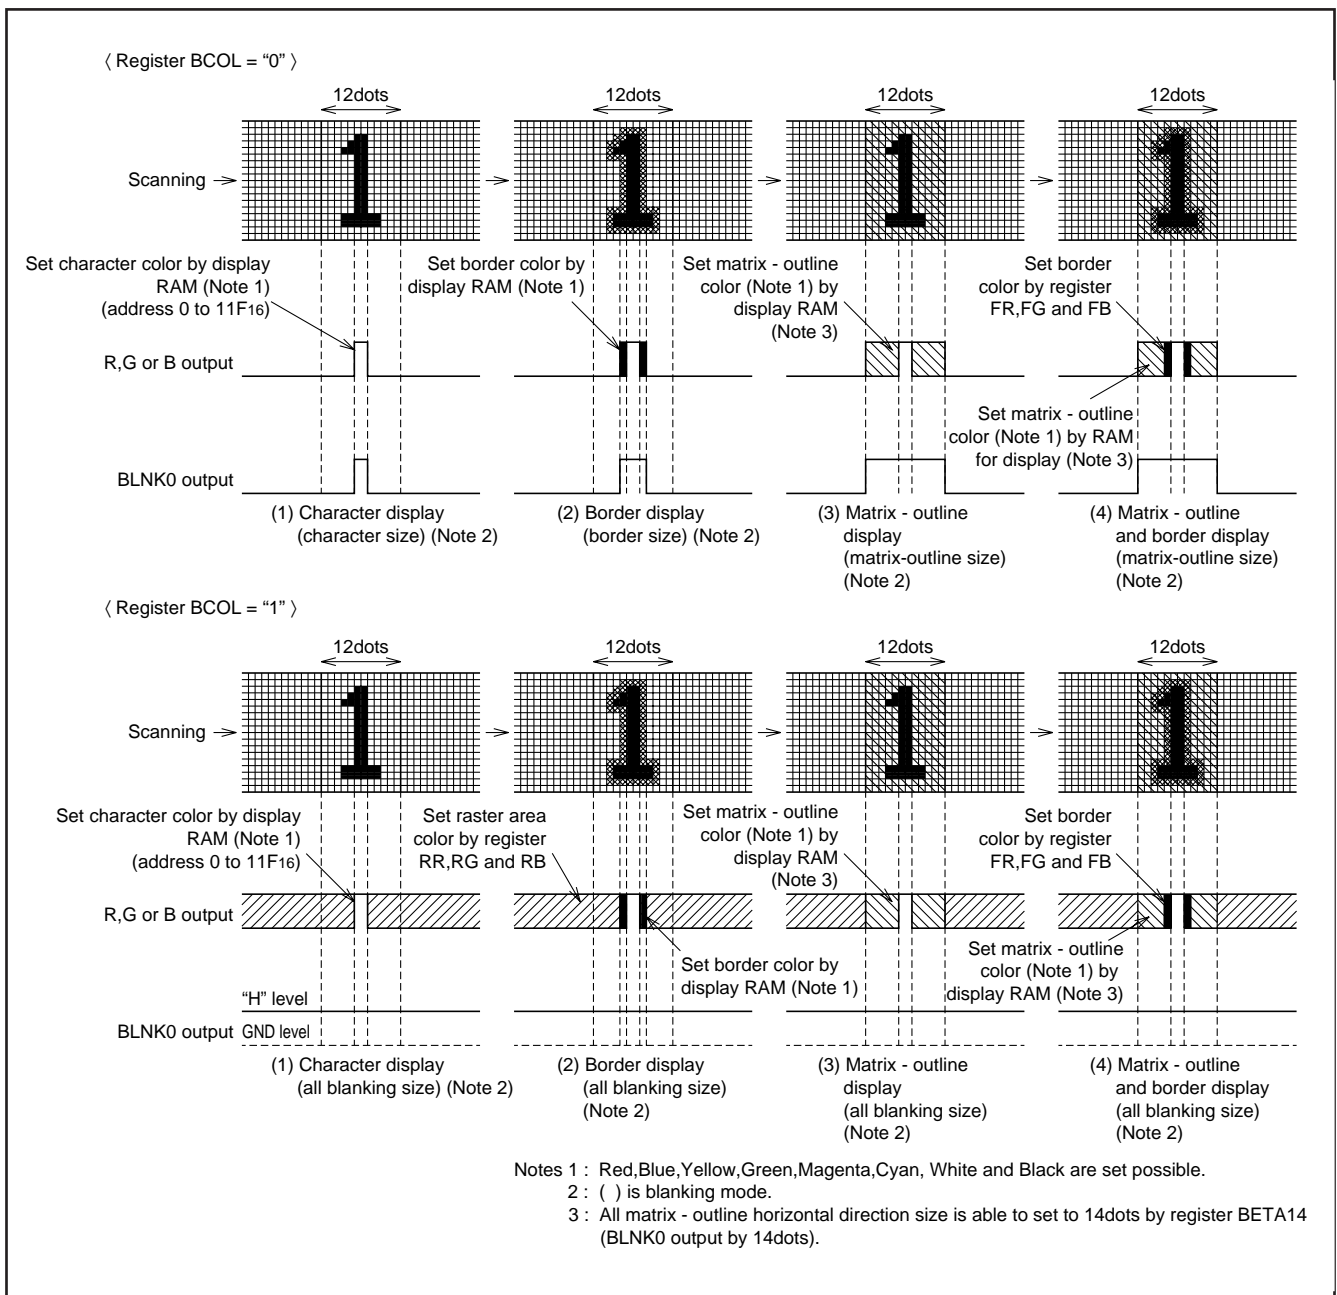 〈 Register BCOL = “0” 〉
12dots 12dots 12dots 12dots
Scanning
Set character color by display
RAM (Note 1)
(address 0 to 11F16)
Set border color by
display RAM (Note 1)
Set matrix - outline
color (Note 1) by
display RAM
(Note 3)
Set border
color by register
FR,FG and FB
R,G or B output
Set matrix - outline
color (Note 1) by RAM
for display (Note 3)
BLNK0 output
(1) Character display
(character size) (Note 2)
(2) Border display
(border size) (Note 2)
(3) Matrix - outline
display
(matrix-outline size)
(Note 2)
(4) Matrix - outline
and border display
(matrix-outline size)
(Note 2)
〈 Register BCOL = “1” 〉
12dots 12dots 12dots 12dots
Scanning
Set character color by display
RAM (Note 1)
(address 0 to 11F16)
Set raster area
color by register
RR,RG and RB
Set matrix - outline
color (Note 1) by
display RAM
(Note 3)
Set border
color by register
FR,FG and FB
R,G or B output
Set border color by
display RAM (Note 1)
Set matrix - outline
color (Note 1) by
display RAM (Note 3)
“H” level
BLNK0 output GND level
(1) Character display
(all blanking size) (Note 2)
(2) Border display
(all blanking size)
(Note 2)
(3) Matrix - outline
display
(all blanking size)
(Note 2)
(4) Matrix - outline
and border display
(all blanking size)
(Note 2)
Notes 1 : Red,Blue,Yellow,Green,Magenta,Cyan, White and Black are set possible.
2 : ( ) is blanking mode.
3 : All matrix - outline horizontal direction size is able to set to 14dots by register BETA14
(BLNK0 output by 14dots).